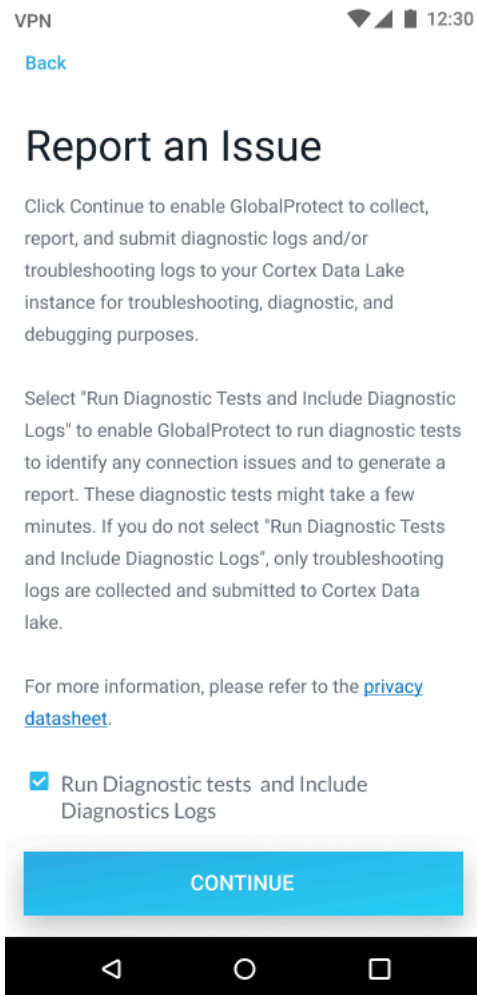 VPN
12:30
Back
Report an Issue
Click Continue to enable GlobalProtect to collect,
report, and submit diagnostic logs and/or
troubleshooting logs to your Cortex Data Lake
instance for troubleshooting, diagnostic, and
debugging purposes.
Select "Run Diagnostic Tests and Include Diagnostic
Logs" to enable GlobalProtect to run diagnostic tests
to identify any connection issues and to generate a
report. These diagnostic tests might take a few
minutes. If you do not select "Run Diagnostic Tests
and Include Diagnostic Logs", only troubleshooting
logs are collected and submitted to Cortex Data
lake.
For more information, please refer to the privacy
datasheet.
Run Diagnostic tests and Include
Diagnostics Logs
CONTINUE